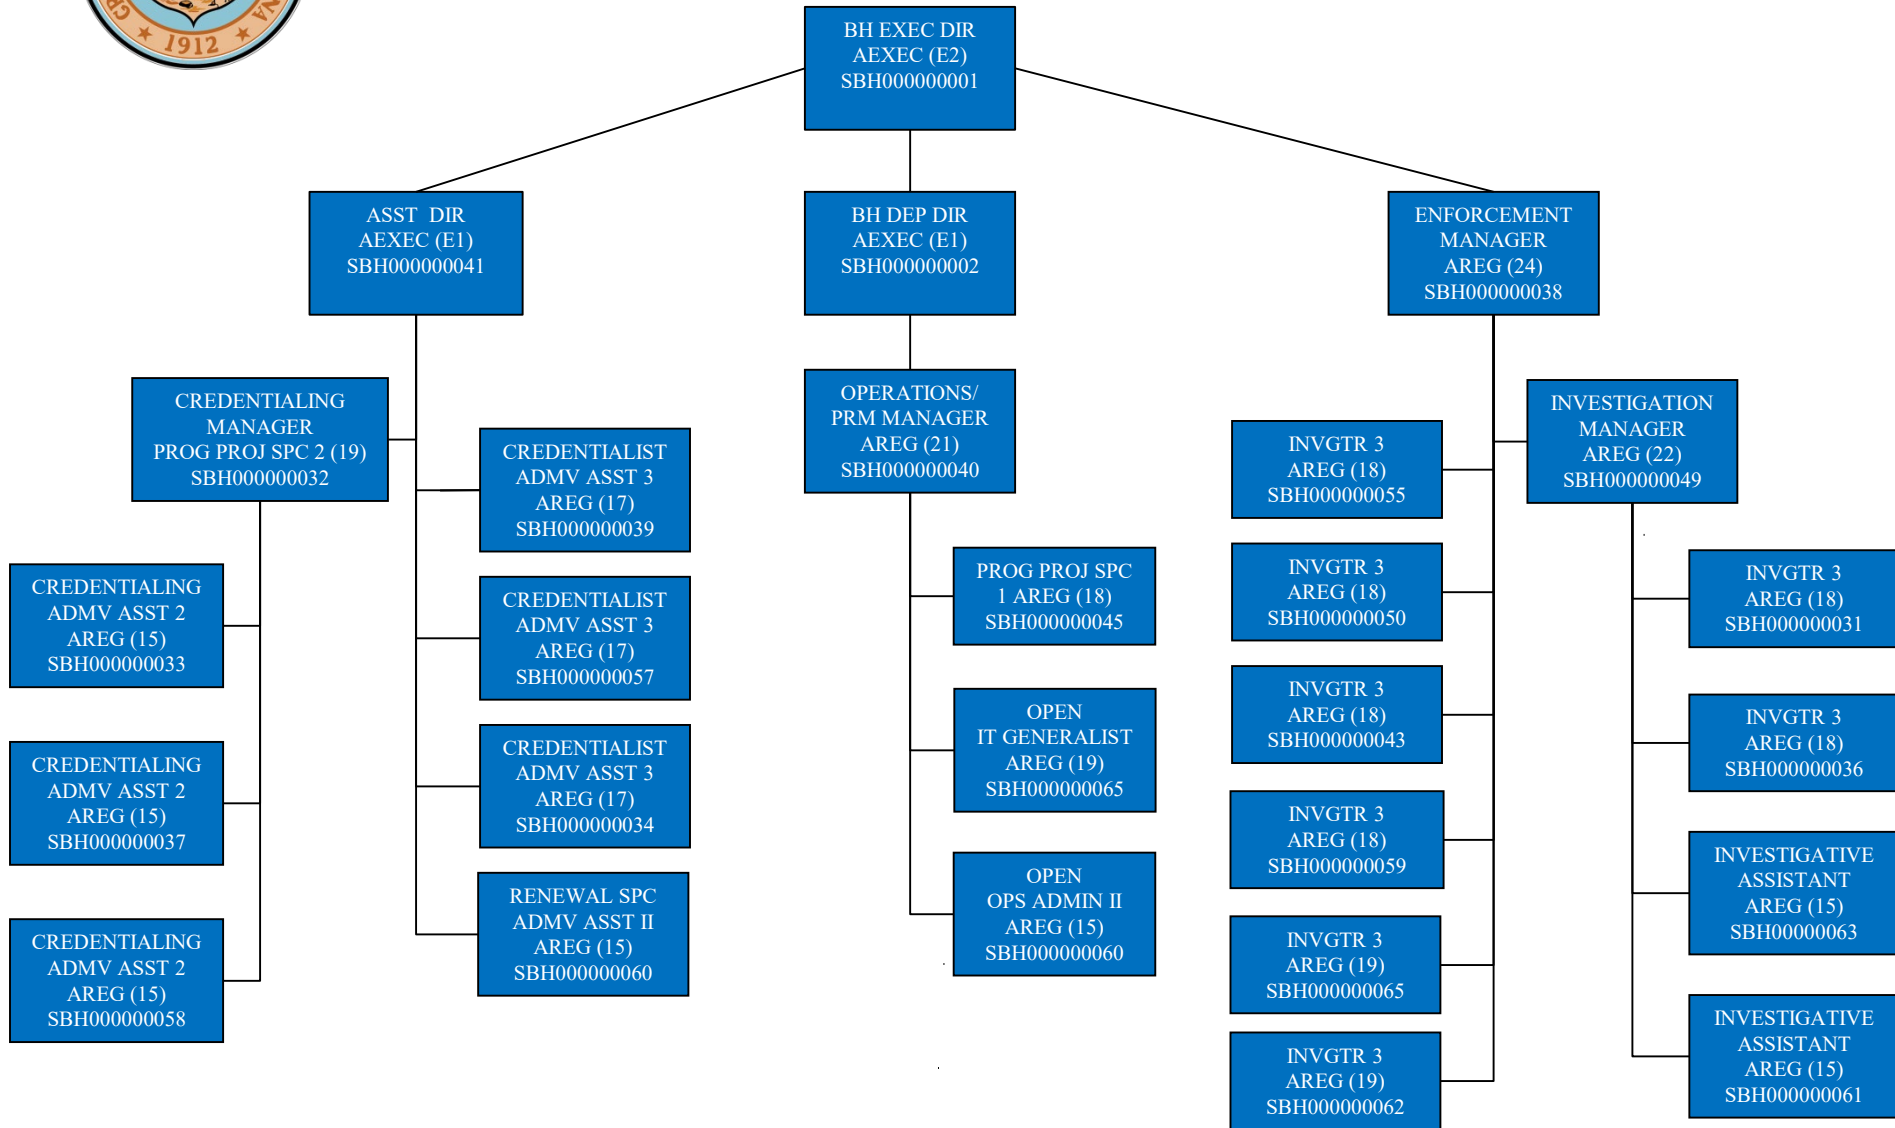 1912
BH EXEC DIR
AEXEC (E2)
SBH000000001
ASST DIR
AEXEC (E1)
SBH000000041
BH DEP DIR
AEXEC (E1)
SBH000000002
ENFORCEMENT
MANAGER
AREG (24)
SBH000000038
CREDENTIALING
MANAGER
PROG PROJ SPC 2 (19)
SBH000000032
CREDENTIALING
ADMV ASST 2
AREG (15)
SBH000000033
CREDENTIALING
ADMV ASST 2
AREG (15)
SBH000000037
CREDENTIALING
ADMV ASST 2
AREG (15)
SBH000000058
CREDENTIALIST
ADMV ASST 3
AREG (17)
SBH000000039
CREDENTIALIST
ADMV ASST 3
AREG (17)
SBH000000057
CREDENTIALIST
ADMV ASST 3
AREG (17)
SBH000000034
RENEWAL SPC
ADMV ASST II
AREG (15)
SBH000000060
OPERATIONS/
PRM MANAGER
AREG (21)
SBH000000040
PROG PROJ SPC
1 AREG (18)
SBH000000045
OPEN
IT GENERALIST
AREG (19)
SBH000000065
OPEN
OPS ADMIN II
AREG (15)
SBH000000060
INVGTR 3
AREG (18)
SBH000000055
INVGTR 3
AREG (18)
SBH000000050
INVGTR 3
AREG (18)
SBH000000043
INVGTR 3
AREG (18)
SBH000000059
INVGTR 3
AREG (19)
SBH000000065
INVGTR 3
AREG (19)
SBH000000062
INVESTIGATION
MANAGER
AREG (22)
SBH000000049
INVGTR 3
AREG (18)
SBH000000031
INVGTR 3
AREG (18)
SBH000000036
INVESTIGATIVE
ASSISTANT
AREG (15)
SBH00000063
INVESTIGATIVE
ASSISTANT
AREG (15)
SBH000000061